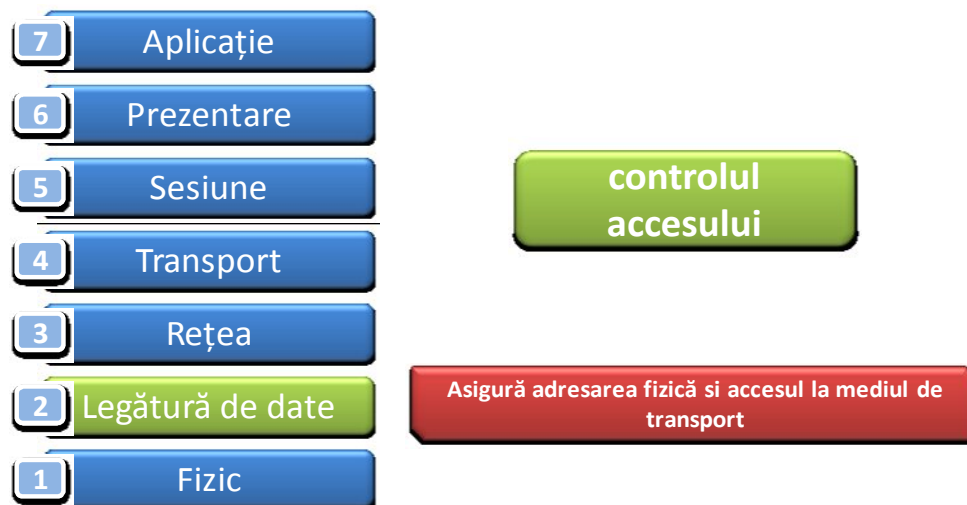 7 Aplicație
6 Prezentare
5 Sesiune
4 Transport
3 Rețea
2 Legătură de date
1 Fizic
controlul
accesului
Asigură adresarea fizică si accesul la mediul de
transport